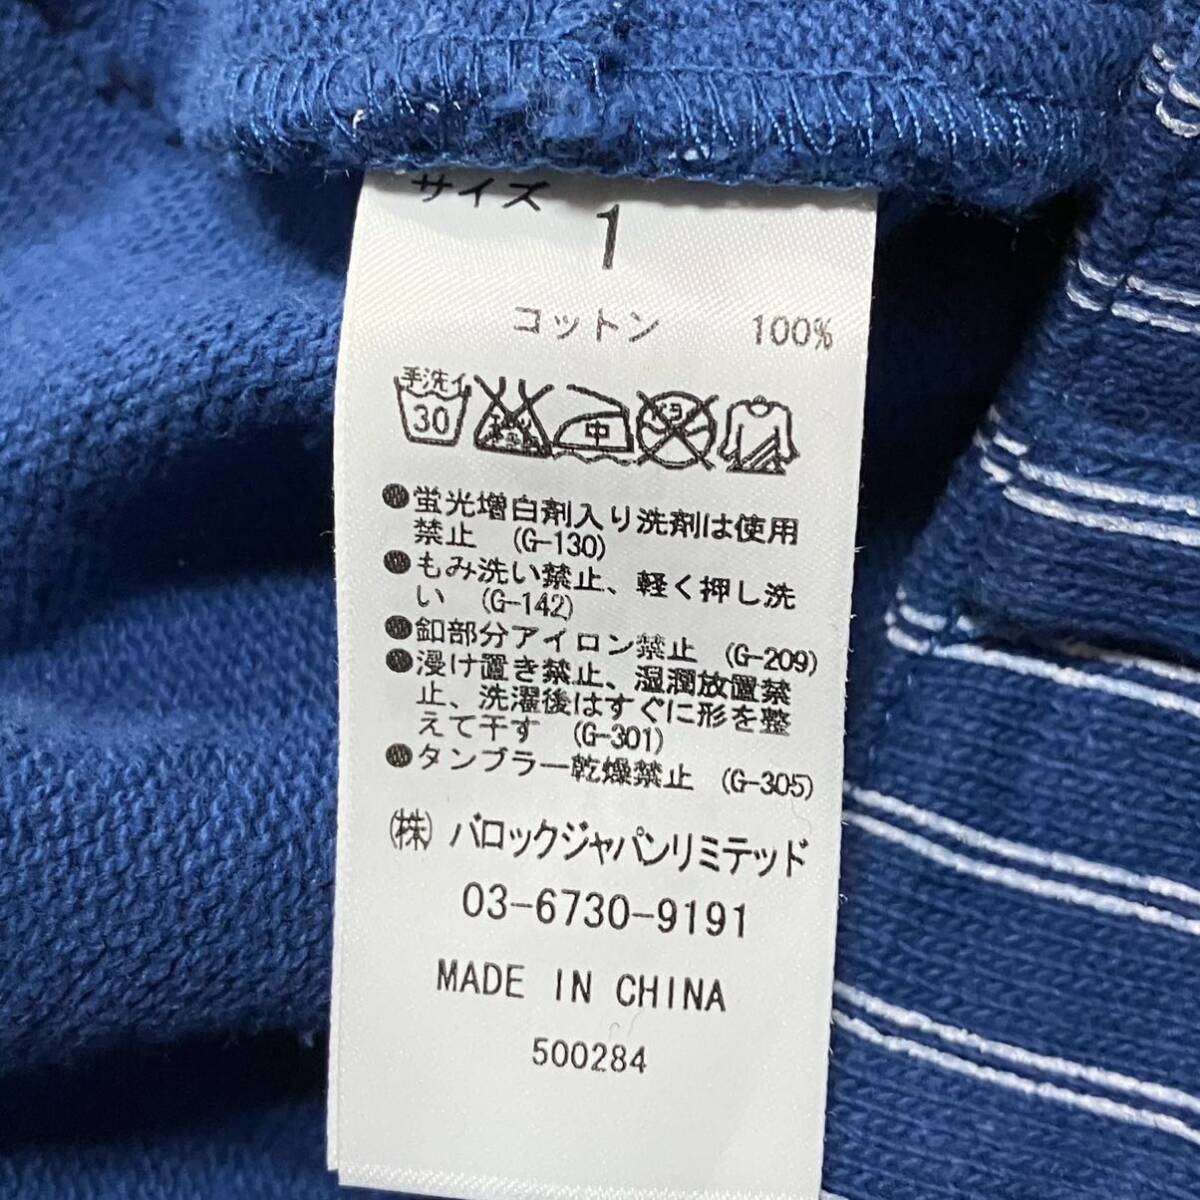 サイズ
1
コットン 100%
手洗イ
30
中
●蛍光増白剤入り洗剤は使用
禁止 (G-130)
●もみ洗い禁止、軽く押し洗
い (G-142)
●釦部分アイロン禁止 (G-209)
●浸け置き禁止、湿潤放置禁
止、洗濯後はすぐに形を整
えて干す (G-301)
●タンブラー乾燥禁止 (G-305)
㈱バロックジャパンリミテッド
03-6730-9191
MADE IN CHINA
500284